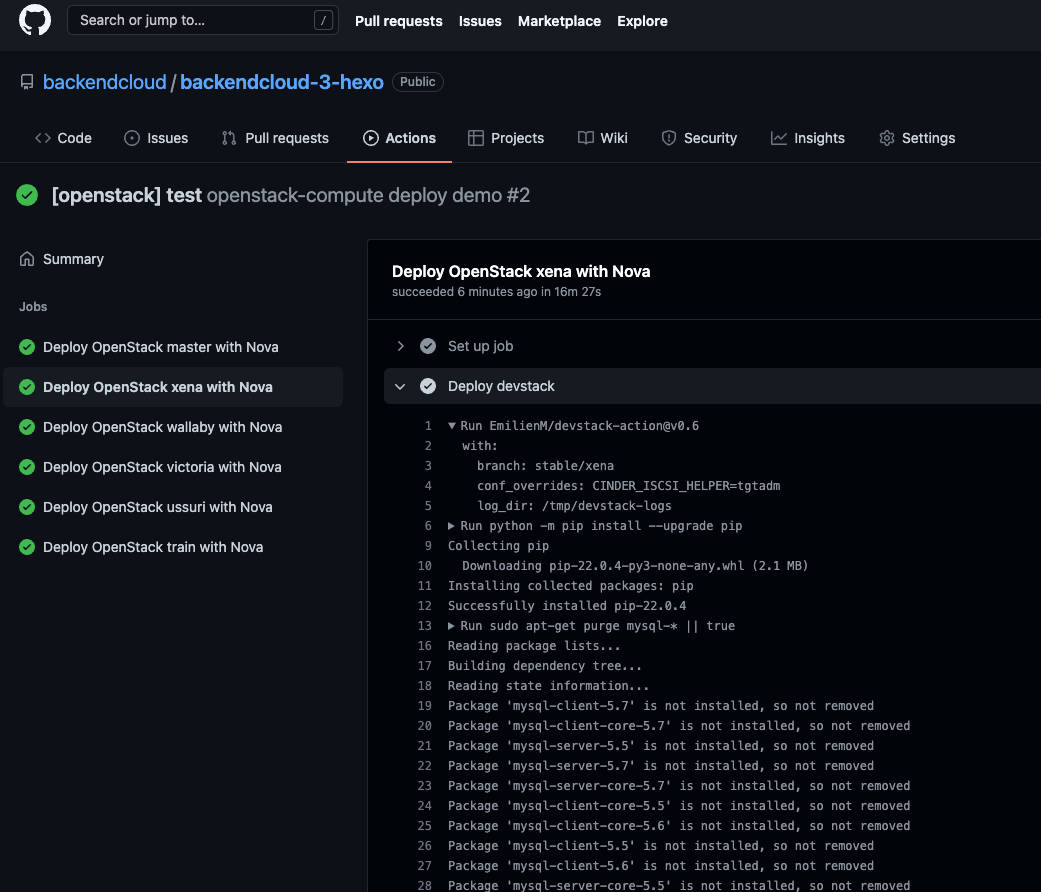 Search or jump to... /
Pull requests Issues Marketplace Explore
backendcloud / backendcloud-3-hexo Public
Code Issues Pull requests Actions Projects Wiki Security Insights Settings
[openstack] test openstack-compute deploy demo #2
Summary
Jobs
Deploy OpenStack master with Nova
Deploy OpenStack xena with Nova
Deploy OpenStack wallaby with Nova
Deploy OpenStack victoria with Nova
Deploy OpenStack ussuri with Nova
Deploy OpenStack train with Nova
Deploy OpenStack xena with Nova
succeeded 6 minutes ago in 16m 27s
Set up job
Deploy devstack
1 ▼ Run EmilienM/devstack-action@v0.6
2 with:
3 branch: stable/xena
4 conf_overrides: CINDER_ISCSI_HELPER=tgtadm
5 log_dir: /tmp/devstack-logs
6 ▶ Run python -m pip install --upgrade pip
9 Collecting pip
10 Downloading pip-22.0.4-py3-none-any.whl (2.1 MB)
11 Installing collected packages: pip
12 Successfully installed pip-22.0.4
13 ▶ Run sudo apt-get purge mysql-* || true
16 Reading package lists...
17 Building dependency tree...
18 Reading state information...
19 Package 'mysql-client-5.7' is not installed, so not removed
20 Package 'mysql-client-core-5.7' is not installed, so not removed
21 Package 'mysql-server-5.5' is not installed, so not removed
22 Package 'mysql-server-5.7' is not installed, so not removed
23 Package 'mysql-server-core-5.7' is not installed, so not removed
24 Package 'mysql-client-core-5.5' is not installed, so not removed
25 Package 'mysql-client-core-5.6' is not installed, so not removed
26 Package 'mysql-client-5.5' is not installed, so not removed
27 Package 'mysql-client-5.6' is not installed, so not removed
28 Package 'mysql-server-core-5.5' is not installed, so not removed